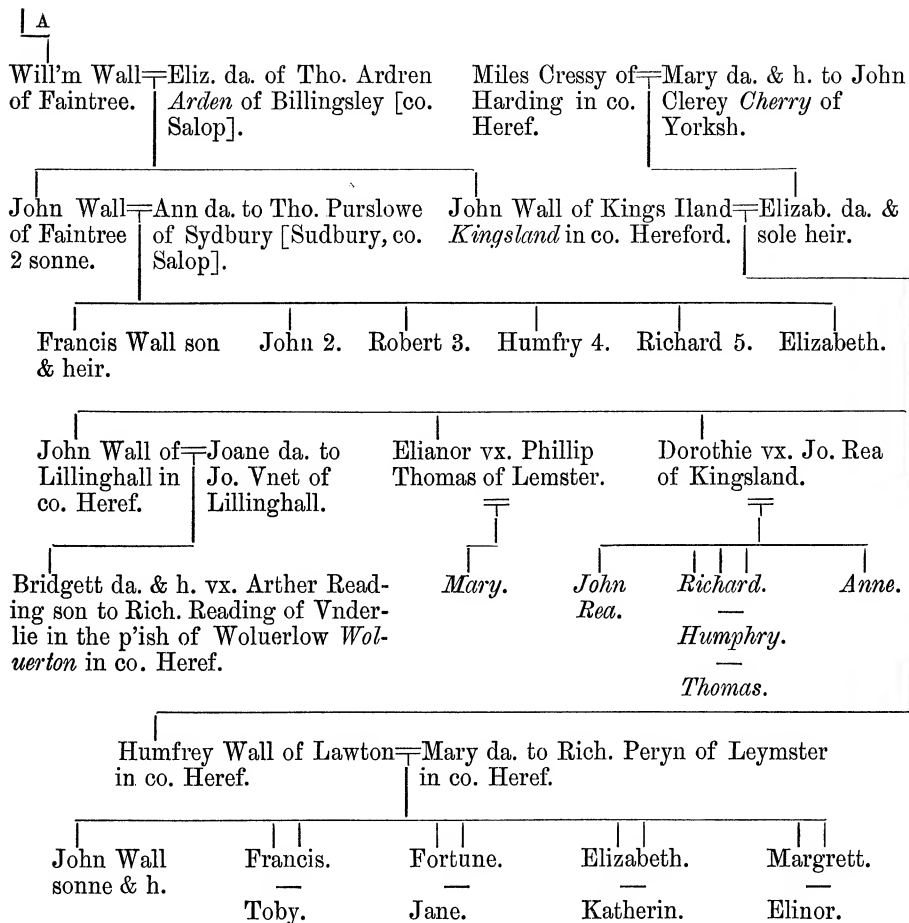 A
Will'm Wall
of Faintree.
Eliz. da. of Tho. Ardren
Arden of Billingsley [co.
Salop].
Miles Cressy of
Harding in co.
Heref.
Mary da. & h. to John
Clerey Cherry of
Yorksh.
John Wall
of Faintree
2 sonne.
Ann da. to Tho. Purslowe
of Sydbury [Sudbury, co.
Salop].
John Wall of Kings Iland
Kingsland in co. Hereford.
Elizab. da. &
sole heir.
Francis Wall son
& heir.
John 2.
Robert 3.
Humfry 4.
Richard 5.
Elizabeth.
John Wall of
Lillinghall in
co. Heref.
Joane da. to
Jo. Vnet of
Lillinghall.
Elianor vx. Phillip
Thomas of Lemster.
Dorothie vx. Jo. Rea
of Kingsland.
Bridgett da. & h. vx. Arther Read-
ing son to Rich. Reading of Vnder-
lie in the p'ish of Woluerlow Wol-
uerton in co. Heref.
Mary.
John
Rea.
Richard.
—
Humphry.
—
Thomas.
Anne.
Humfrey Wall of Lawton
in co. Heref.
Mary da. to Rich. Peryn of Leymster
in co. Heref.
John Wall
sonne & h.
Francis.
—
Toby.
Fortune.
—
Jane.
Elizabeth.
—
Katherin.
Margrett.
—
Elinor.